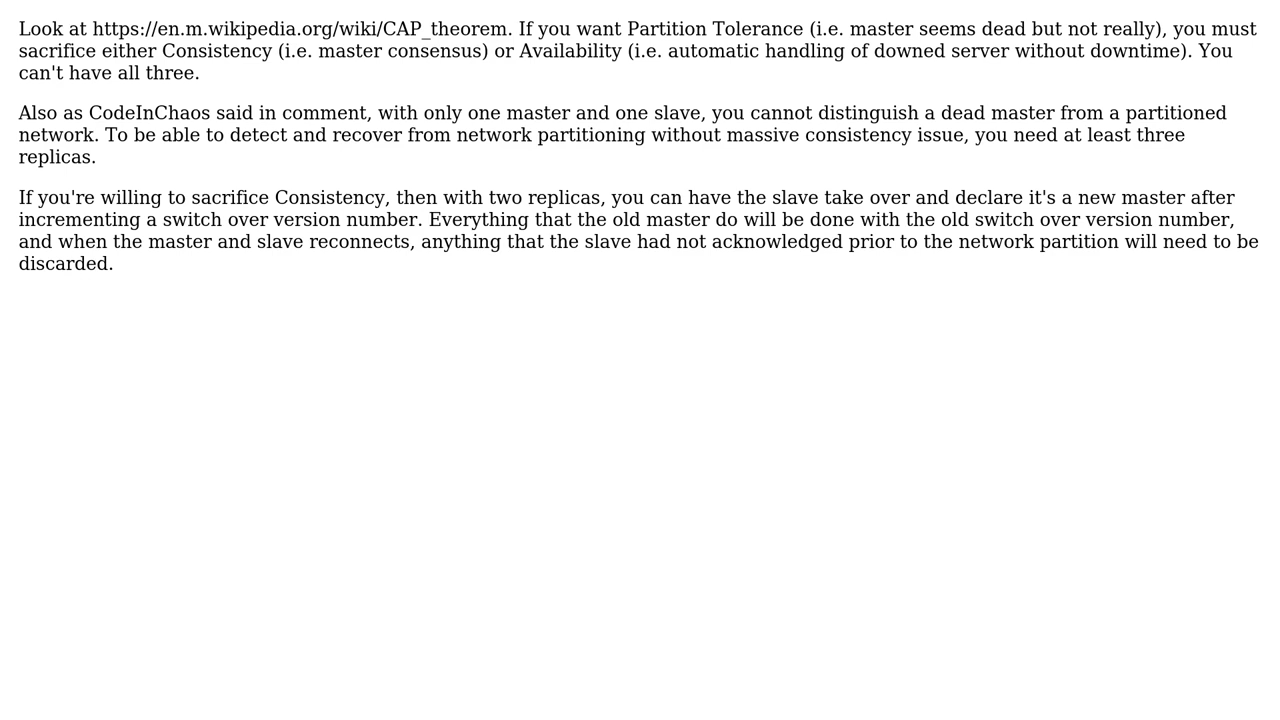 Look at https://en.m.wikipedia.org/wiki/CAP_theorem. If you want Partition Tolerance (i.e. master seems dead but not really), you must
sacrifice either Consistency (i.e. master consensus) or Availability (i.e. automatic handling of downed server without downtime). You
can't have all three.
Also as CodeInChaos said in comment, with only one master and one slave, you cannot distinguish a dead master from a partitioned
network. To be able to detect and recover from network partitioning without massive consistency issue, you need at least three
replicas.
If you're willing to sacrifice Consistency, then with two replicas, you can have the slave take over and declare it's a new master after
incrementing a switch over version number. Everything that the old master do will be done with the old switch over version number,
and when the master and slave reconnects, anything that the slave had not acknowledged prior to the network partition will need to be
discarded.